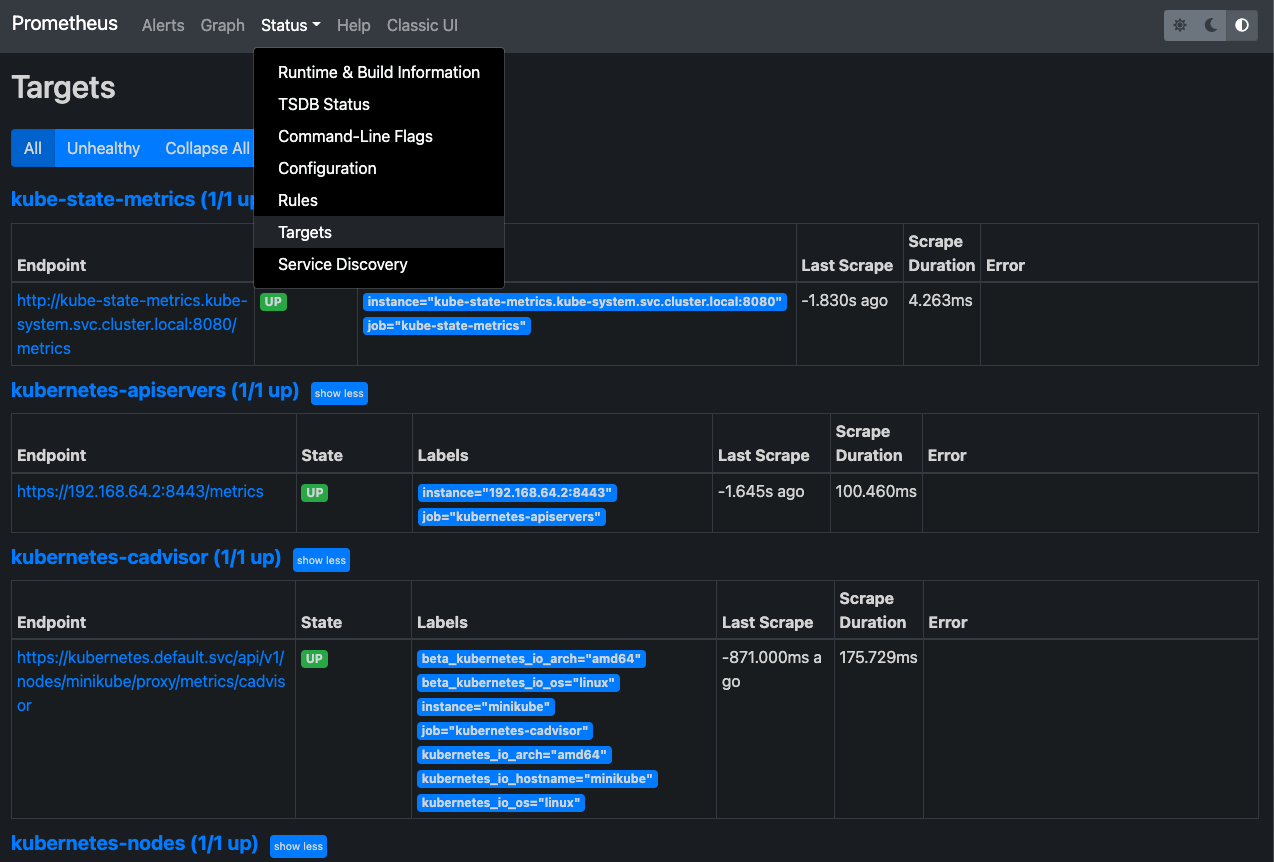 Prometheus Alerts Graph Status Help Classic UI
Runtime & Build Information
TSDB Status
Command-Line Flags
Configuration
Rules
Targets
Service Discovery
Targets
All Unhealthy Collapse All
kube-state-metrics (1/1 up
Endpoint Last Scrape Scrape Duration Error
http://kube-state-metrics.kube-
system.svc.cluster.local:8080/
metrics
UP
instance="kube-state-metrics.kube-system.svc.cluster.local:8080"
job="kube-state-metrics"
-1.830s ago
4.263ms
kubernetes-apiservers (1/1 up) show less
Endpoint State Labels Last Scrape Scrape Duration Error
https://192.168.64.2:8443/metrics
UP
instance="192.168.64.2:8443"
job="kubernetes-apiservers"
-1.645s ago
100.460ms
kubernetes-cadvisor (1/1 up) show less
Endpoint State Labels Last Scrape Scrape Duration Error
https://kubernetes.default.svc/api/v1/
nodes/minikube/proxy/metrics/cadvis
or
UP
beta_kubernetes_io_arch="amd64"
beta_kubernetes_io_os="linux"
instance="minikube"
job="kubernetes-cadvisor"
kubernetes_io_arch="amd64"
kubernetes_io_hostname="minikube"
kubernetes_io_os="linux"
-871.000ms a
go
175.729ms
kubernetes-nodes (1/1 up) show less